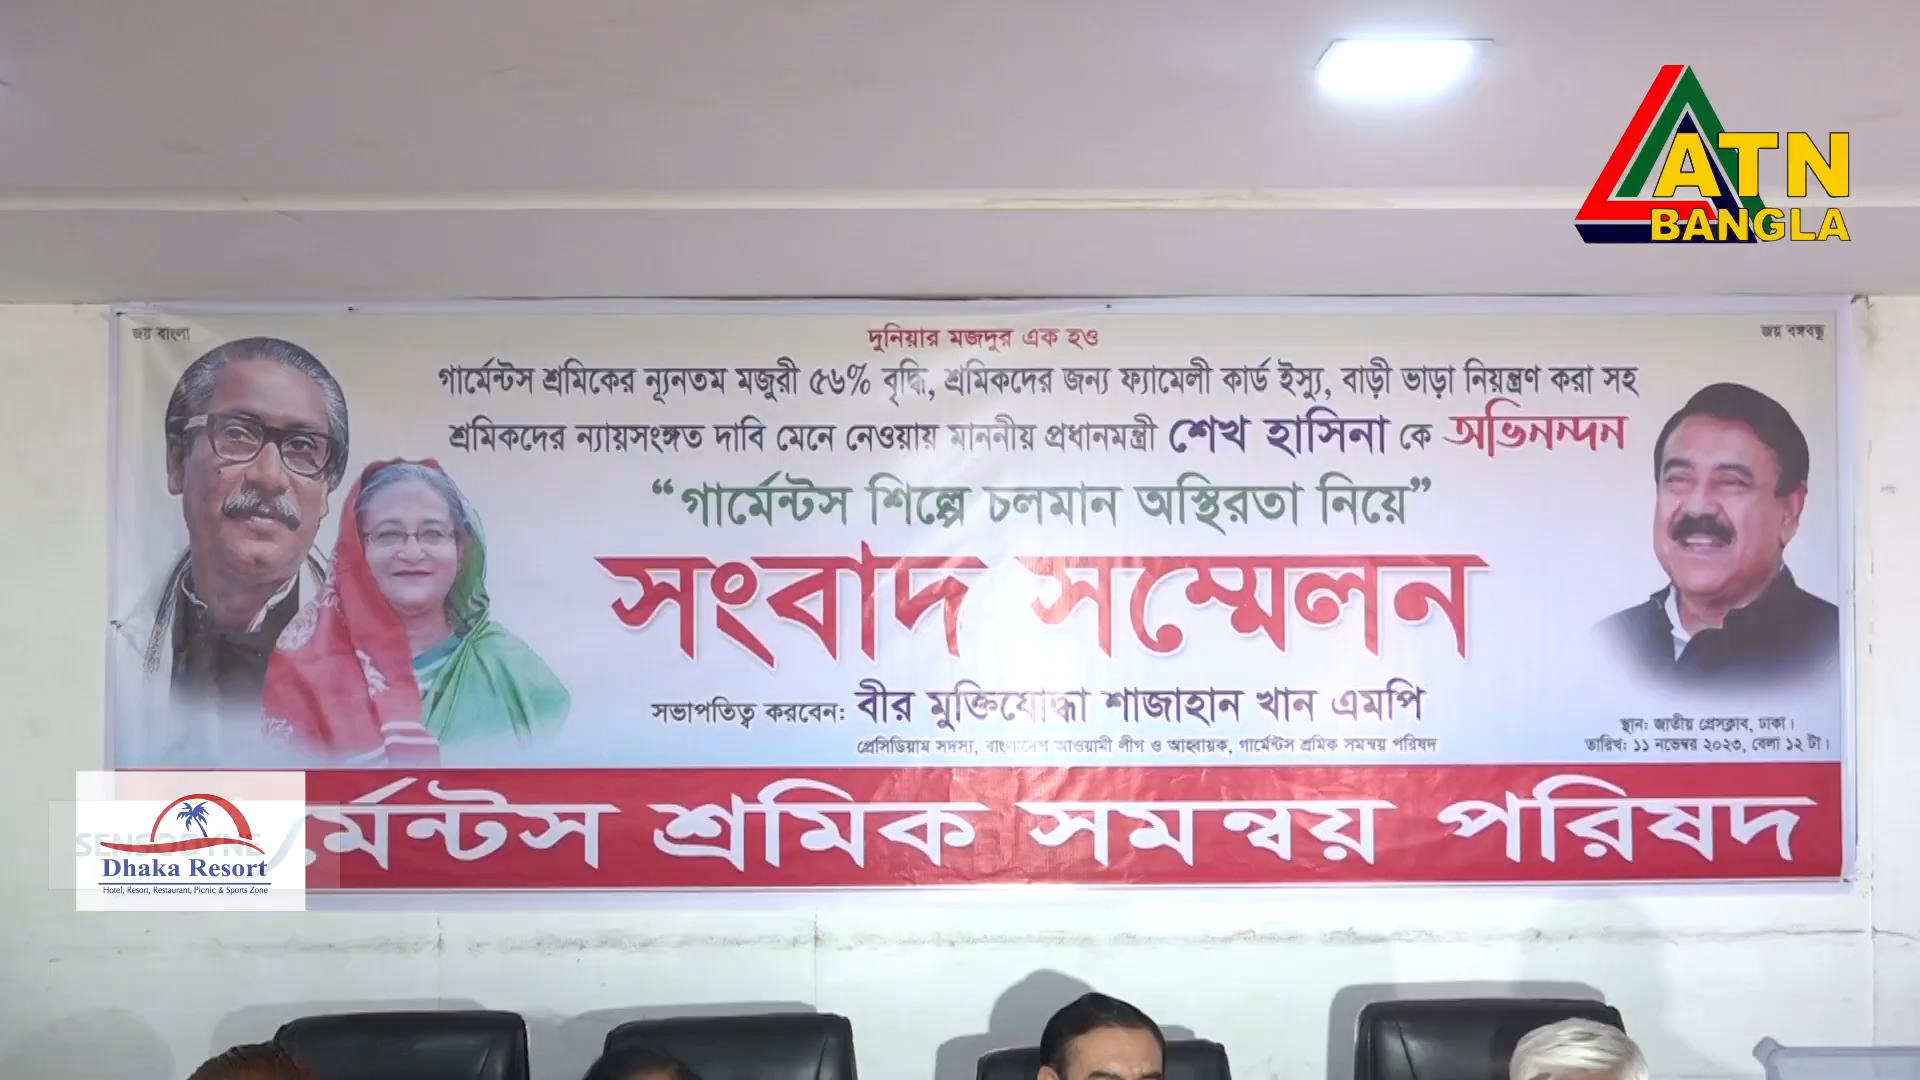 ATN
BANGLA
জয় বাংলা
দুনিয়ার মজদুর এক হও
জয় বঙ্গবন্ধু
গার্মেন্টস শ্রমিকের ন্যূনতম মজুরী ৫৬% বৃদ্ধি, শ্রমিকদের জন্য ফ্যামেলী কার্ড ইস্যু, বাড়ী ভাড়া নিয়ন্ত্রণ করা সহ
শ্রমিকদের ন্যায়সংঙ্গত দাবি মেনে নেওয়ায় মাননীয় প্রধানমন্ত্রী শেখ হাসিনা কে অভিনন্দন
“গার্মেন্টস শিল্পে চলমান অস্থিরতা নিয়ে”
সংবাদ সম্মেলন
সভাপতিত্ব করবেন: বীর মুক্তিযোদ্ধা শাজাহান খান এমপি
প্রেসিডিয়াম সদস্য, বাংলাদেশ আওয়ামী লীগ ও আহ্বায়ক, গার্মেন্টস শ্রমিক সমন্বয় পরিষদ
স্থান: জাতীয় প্রেসক্লাব, ঢাকা।
তারিখ: ১১ নভেম্বর ২০২৩, বেলা ১২ টা।
র্মেন্টস শ্রমিক সমন্বয় পরিষদ
SENSODYNE
Dhaka Resort
Hotel, Resort, Restaurant, Picnic & Sports Zone